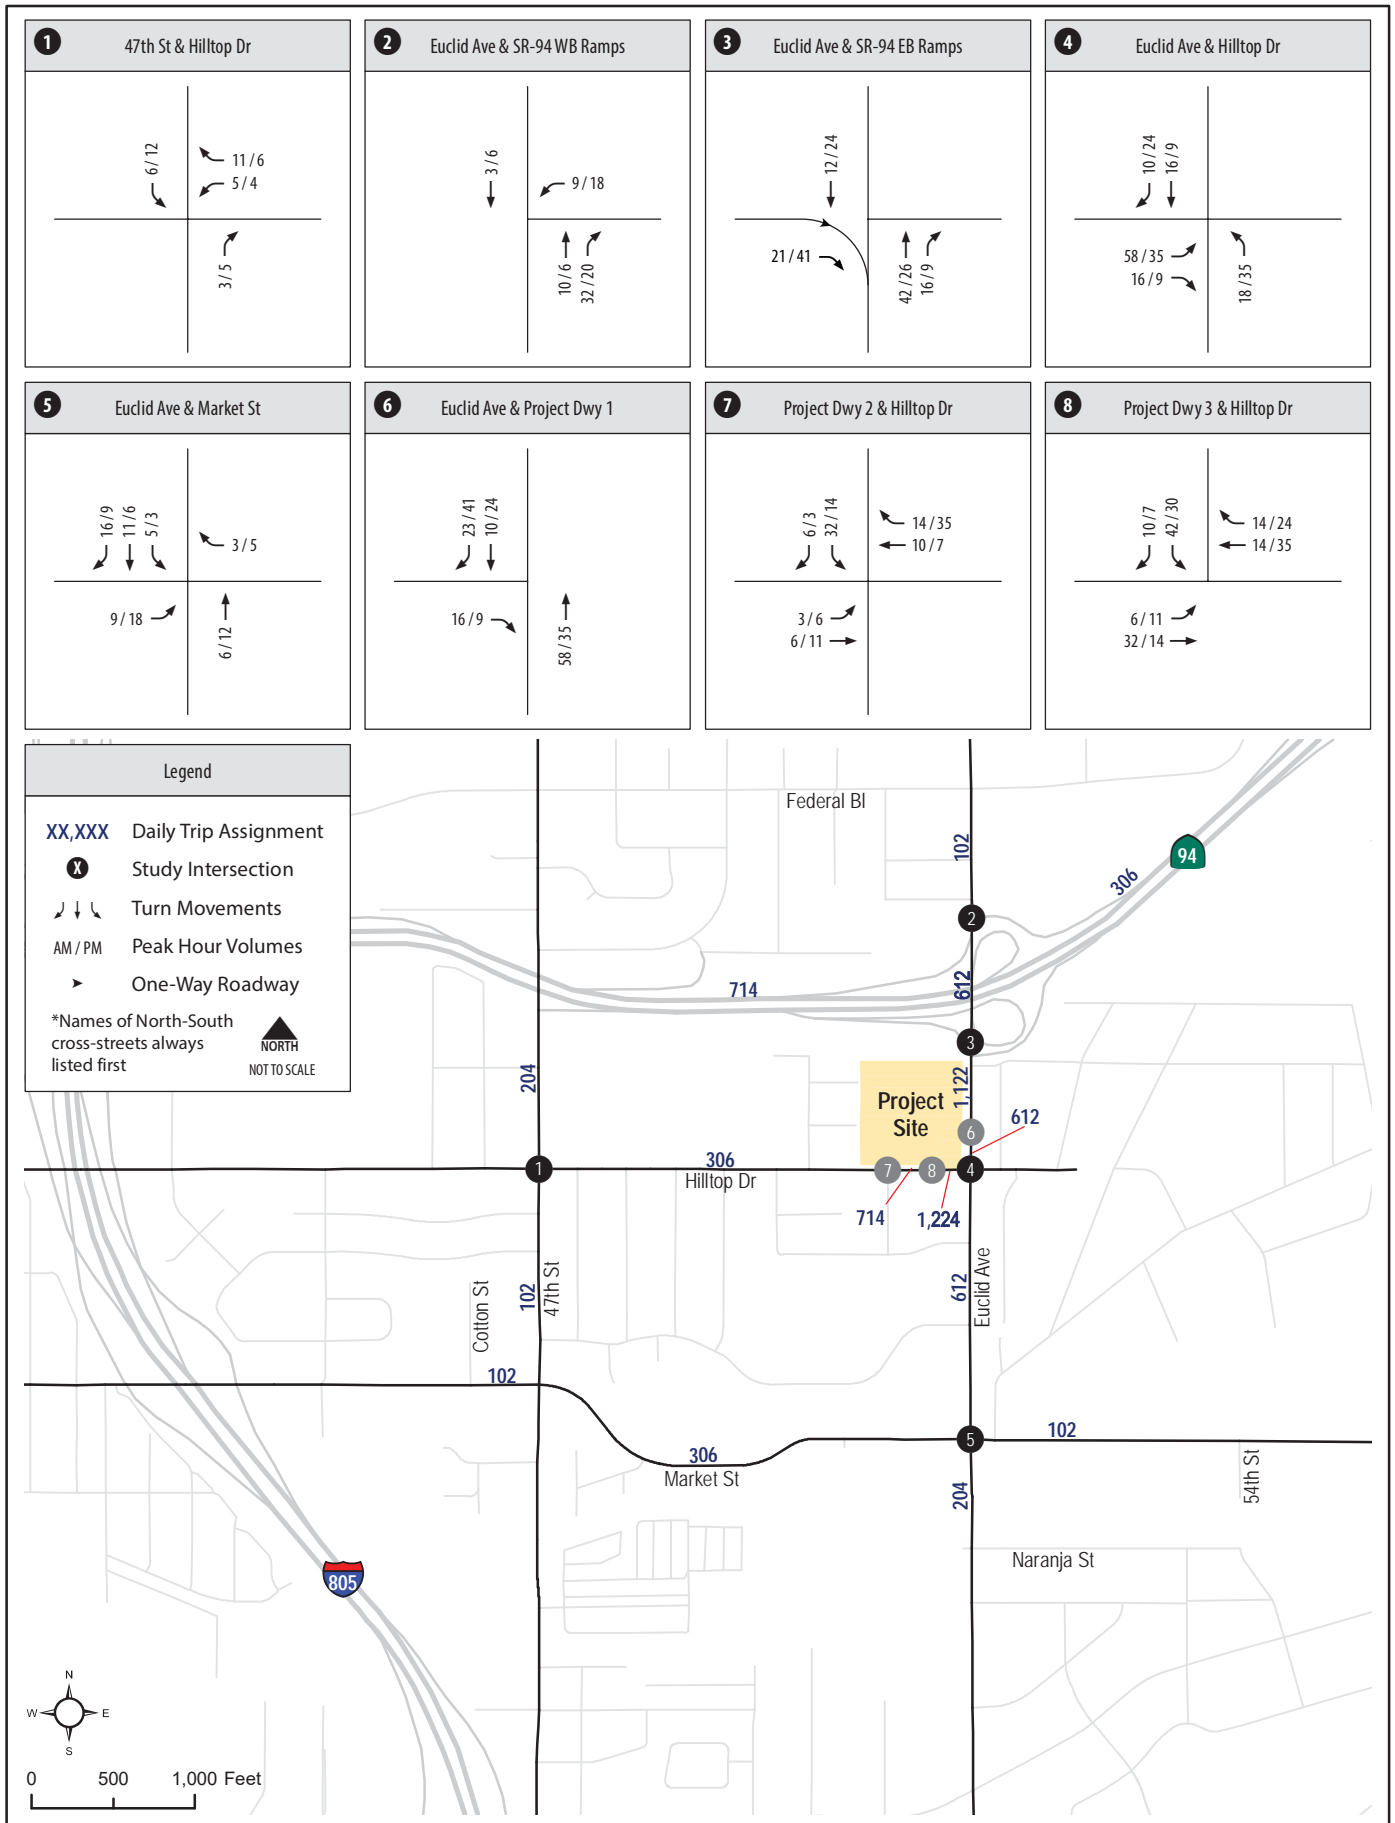 1
47th St & Hilltop Dr
6 / 12
11 / 6
5 / 4
3 / 5
2
Euclid Ave & SR-94 WB Ramps
3 / 6
9 / 18
10 / 6
32 / 20
3
Euclid Ave & SR-94 EB Ramps
12 / 24
21 / 41
42 / 26
16 / 9
4
Euclid Ave & Hilltop Dr
10 / 24
16 / 9
58 / 35
16 / 9
18 / 35
5
Euclid Ave & Market St
16 / 9
11 / 6
5 / 3
3 / 5
9 / 18
6 / 12
6
Euclid Ave & Project Dwy 1
23 / 41
10 / 24
16 / 9
58 / 35
7
Project Dwy 2 & Hilltop Dr
6 / 3
32 / 14
14 / 35
10 / 7
3 / 6
6 / 11
8
Project Dwy 3 & Hilltop Dr
10 / 7
42 / 30
14 / 24
14 / 35
6 / 11
32 / 14
Legend
XX,XXX Daily Trip Assignment
X Study Intersection
Turn Movements
AM / PM Peak Hour Volumes
One-Way Roadway
*Names of North-South
cross-streets always
listed first
NORTH
NOT TO SCALE
Federal Bl
102
94
306
2
714
612
3
204
1,122
Project
Site
6
612
1
306
Hilltop Dr
7
8
4
714
1,224
Cotton St
102
47th St
612
Euclid Ave
102
5
102
306
Market St
204
54th St
Naranja St
805
N
W
E
S
0 500 1,000 Feet